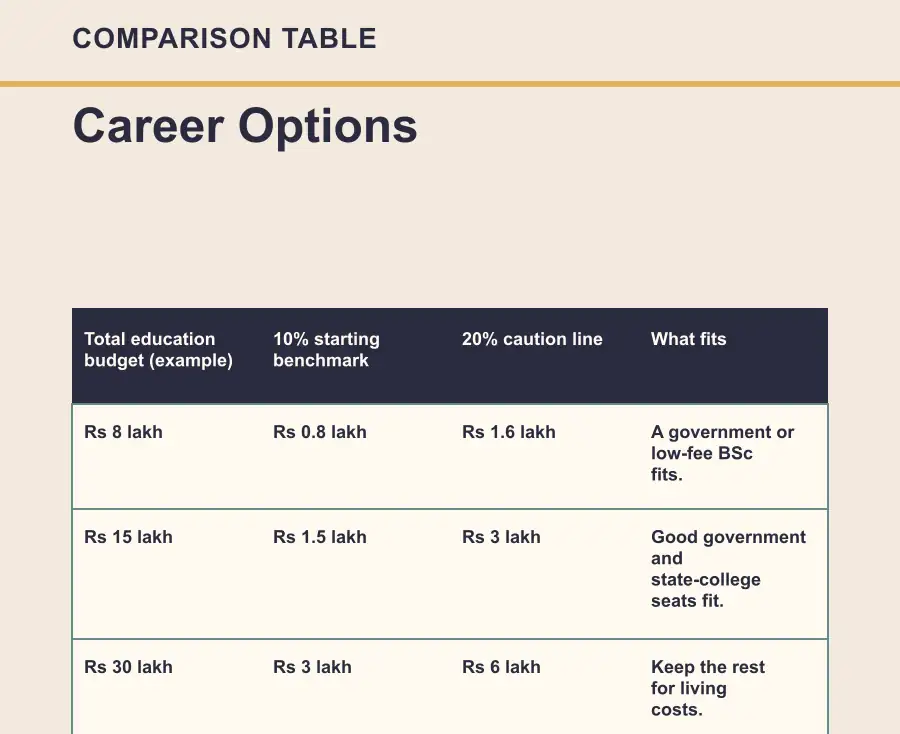 COMPARISON TABLE
Career Options
Total education
budget (example)
10% starting
benchmark
20% caution line
What fits
Rs 8 lakh
Rs 0.8 lakh
Rs 1.6 lakh
A government or
low-fee BSc
fits.
Rs 15 lakh
Rs 1.5 lakh
Rs 3 lakh
Good government
and
state-college
seats fit.
Rs 30 lakh
Rs 3 lakh
Rs 6 lakh
Keep the rest
for living
costs.